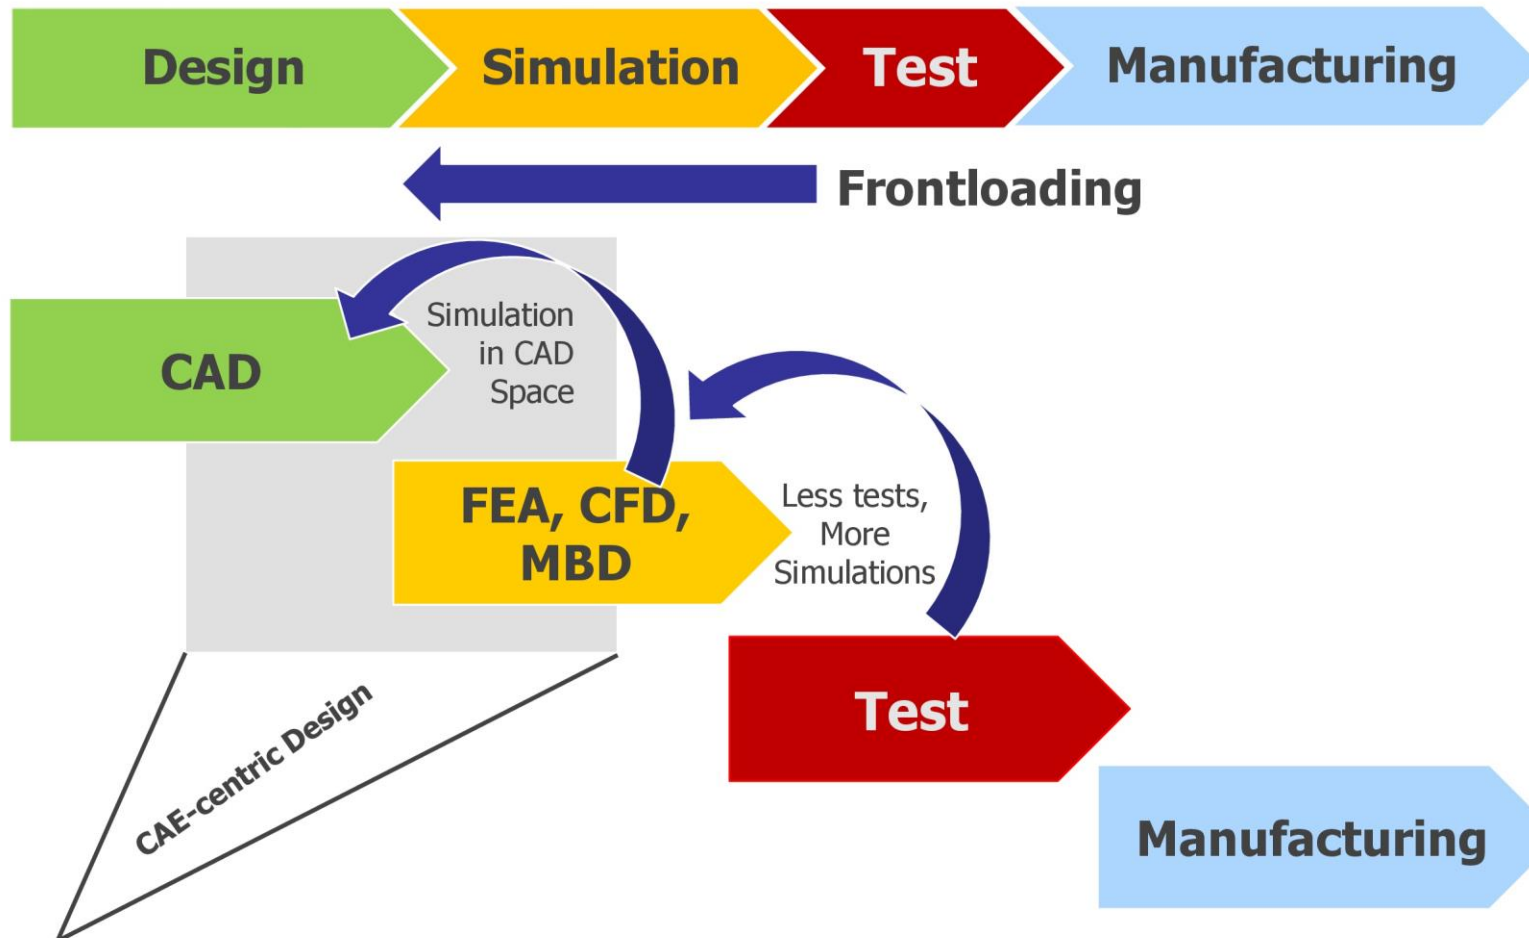 Design
Simulation
Test
Manufacturing
Frontloading
CAD
Simulation
in CAD
Space
FEA, CFD,
MBD
Less tests,
More
Simulations
Test
Manufacturing
CAE-centric Design